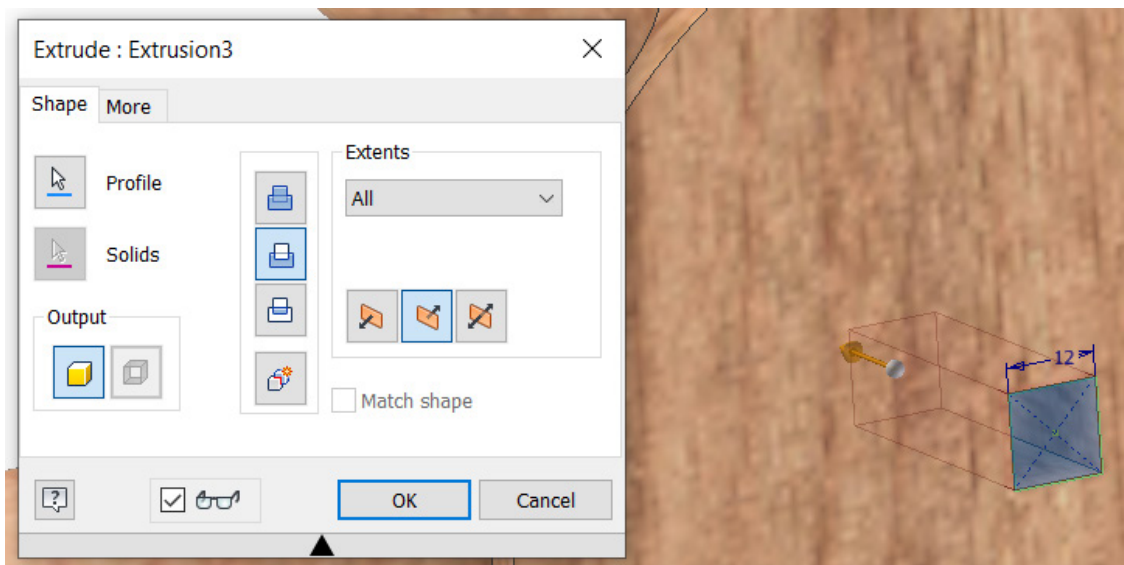 Extrude : Extrusion3
Shape More
Profile
Solids
Output
Extents
All
Match shape
OK Cancel
12